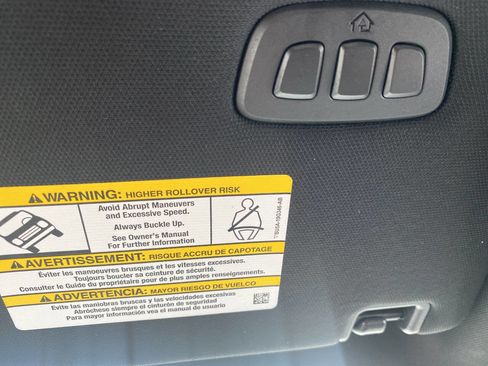 WARNING: HIGHER ROLLOVER RISK
Avoid Abrupt Maneuvers
and Excessive Speed.
Always Buckle Up.
See Owner's Manual
For Further Information
AVERTISSEMENT: RISQUE ACCRU DE CAPOTAGE
Éviter les manoeuvres brusques et les vitesses excessives.
Toujours boucler sa ceinture de sécurité.
Consulter le Guide du propriétaire pour de plus amples renseignements.
ADVERTENCIA: MAYOR RIESGO DE VUELCO
Evite las maniobras bruscas y las velocidades excesivas
Abróchese siempre el cinturón de seguridad
Para mayor información vea el manual de usuario